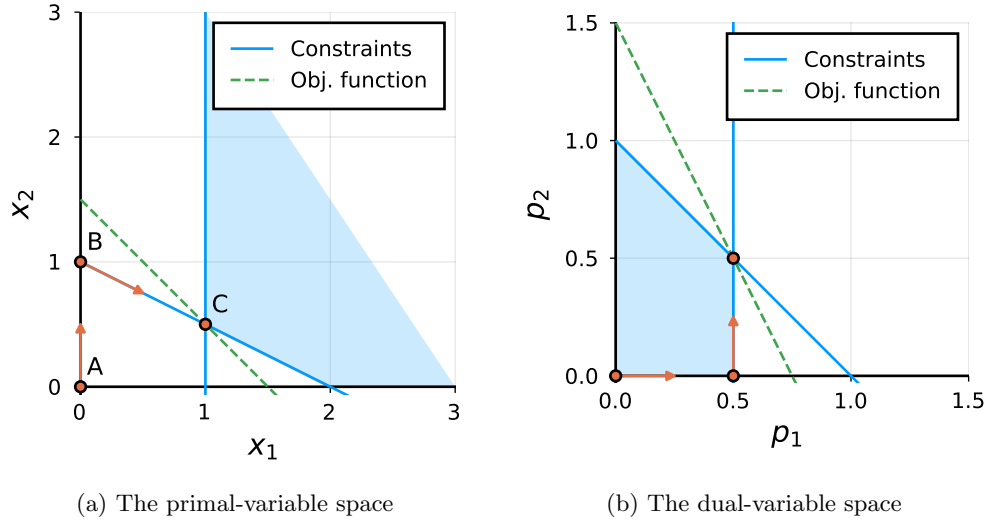 3
2
1
0
x₂
0
1
2
3
x₁
Constraints
Obj. function
A
B
C
(a) The primal-variable space
1.5
1.0
0.5
0.0
p₂
0.0
0.5
1.0
1.5
p₁
Constraints
Obj. function
(b) The dual-variable space